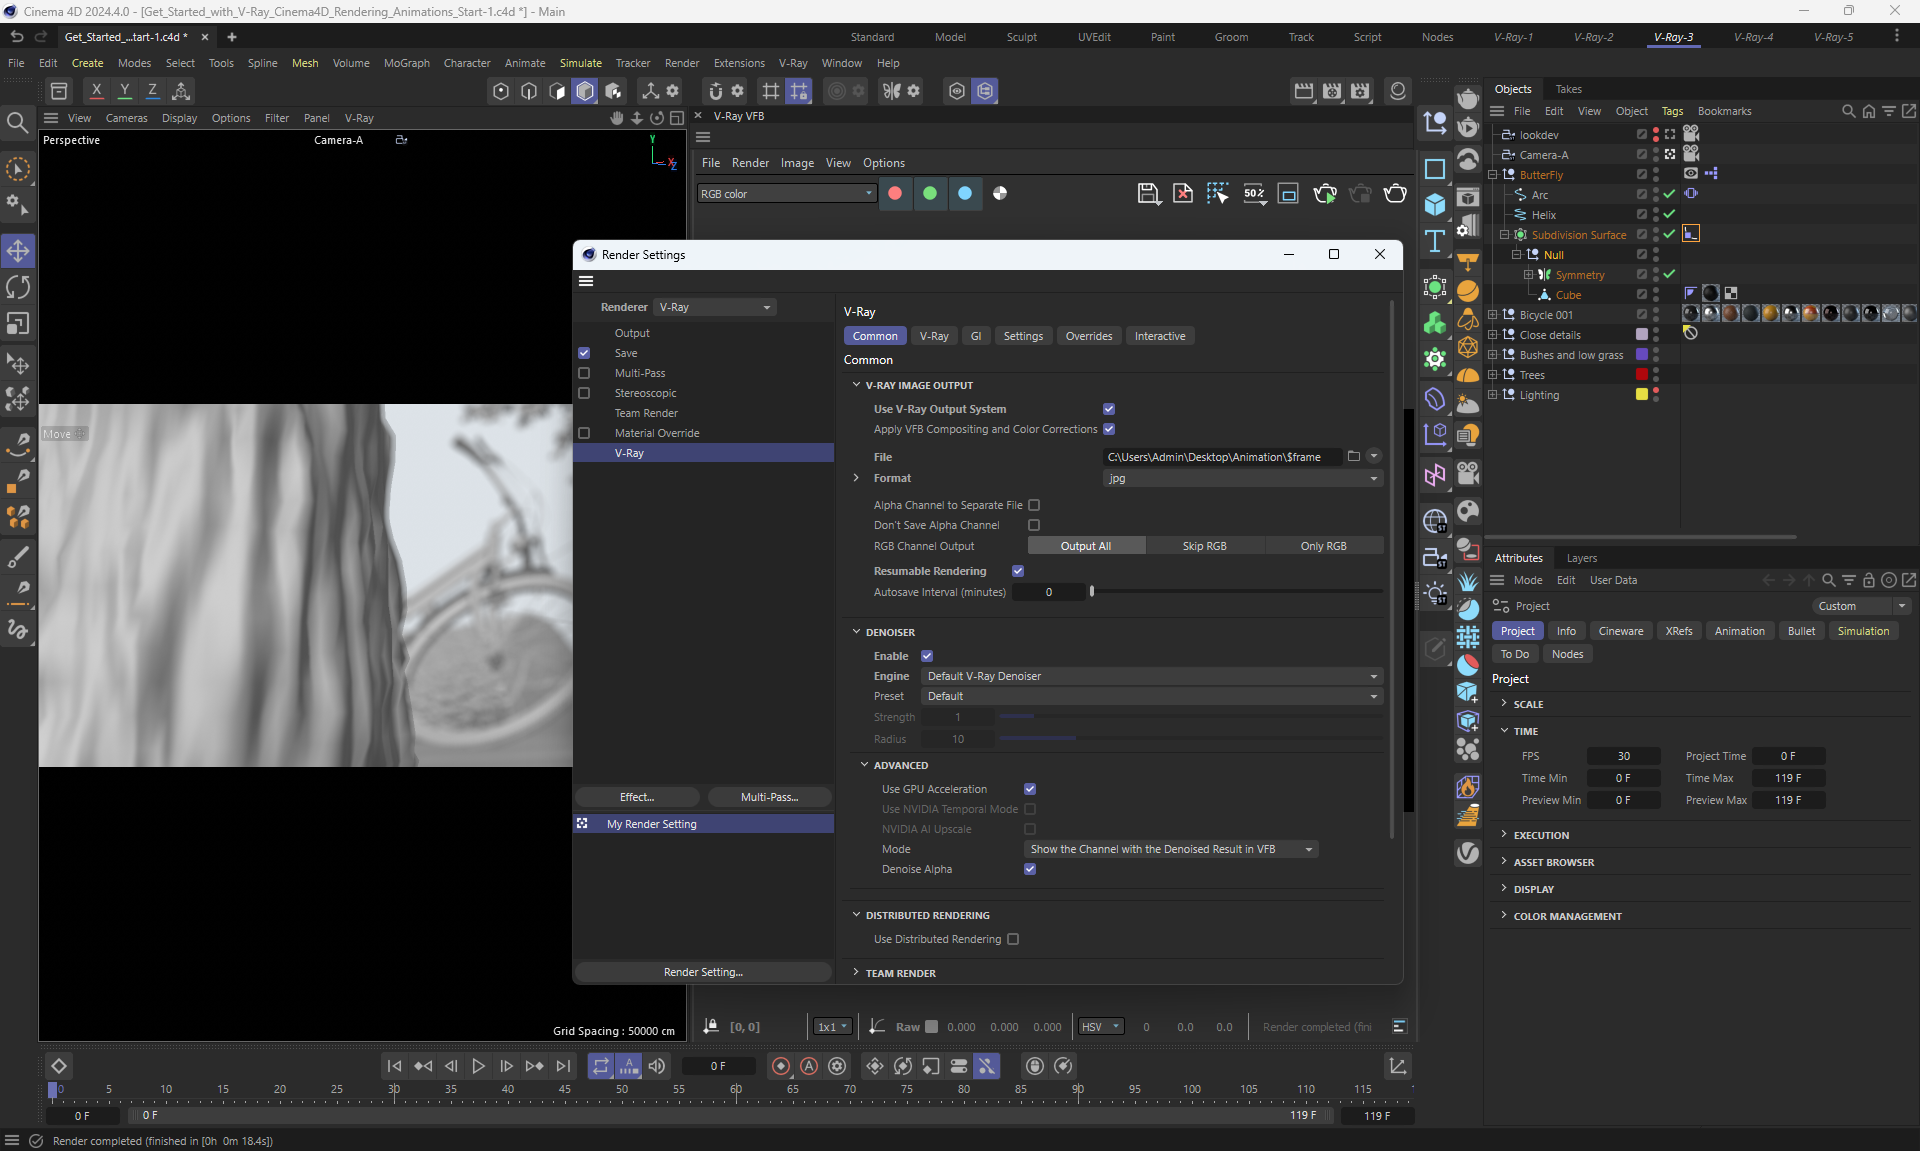 Cinema 4D 2024.4.0 - [Get_Started_with_V-Ray_Cinema4D_Rendering_Animations_Start-1.c4d *] - Main
Get_Started_...tart-1.c4d *
Standard Model Sculpt UVEdit Paint Groom Track Script Nodes V-Ray-1 V-Ray-2 V-Ray-3 V-Ray-4 V-Ray-5
File Edit Create Modes Select Tools Spline Mesh Volume MoGraph Character Animate Simulate Tracker Render Extensions V-Ray Window Help
X Y Z
View Cameras Display Options Filter Panel V-Ray
V-Ray VFB
Perspective
Camera-A
Y
X
Z
File Render Image View Options
RGB color
50%
Move
Grid Spacing : 50000 cm
Render Settings
Renderer V-Ray
Output
Save
Multi-Pass
Stereoscopic
Team Render
Material Override
V-Ray
Effect...
Multi-Pass...
My Render Setting
Render Setting...
V-Ray
Common V-Ray GI Settings Overrides Interactive
Common
V-RAY IMAGE OUTPUT
Use V-Ray Output System
Apply VFB Compositing and Color Corrections
File C:\Users\Admin\Desktop\Animation\$frame
Format jpg
Alpha Channel to Separate File
Don't Save Alpha Channel
RGB Channel Output Output All Skip RGB Only RGB
Resumable Rendering
Autosave Interval (minutes) 0
DENOISER
Enable
Engine Default V-Ray Denoiser
Preset Default
Strength 1
Radius 10
ADVANCED
Use GPU Acceleration
Use NVIDIA Temporal Mode
NVIDIA AI Upscale
Mode Show the Channel with the Denoised Result in VFB
Denoise Alpha
DISTRIBUTED RENDERING
Use Distributed Rendering
TEAM RENDER
[0, 0] 1x1 Raw 0.000 0.000 0.000 HSV 0 0.0 0.0 Render completed (fini
ST
ST
ST
Objects Takes
File Edit View Object Tags Bookmarks
lookdev
Camera-A
ButterFly
Arc
Helix
Subdivision Surface
Null
Symmetry
Cube
Bicycle 001
Close details
Bushes and low grass
Trees
Lighting
Attributes Layers
Mode Edit User Data
Project
Custom
Project Info Cineware XRefs Animation Bullet Simulation
To Do Nodes
Project
SCALE
TIME
FPS 30 Project Time 0 F
Time Min 0 F Time Max 119 F
Preview Min 0 F Preview Max 119 F
EXECUTION
ASSET BROWSER
DISPLAY
COLOR MANAGEMENT
A
0 F
A
0 5 10 15 20 25 30 35 40 45 50 55 60 65 70 75 80 85 90 95 100 105 110 115
0 F 0 F 119 F 119 F
Render completed (finished in [0h 0m 18.4s])